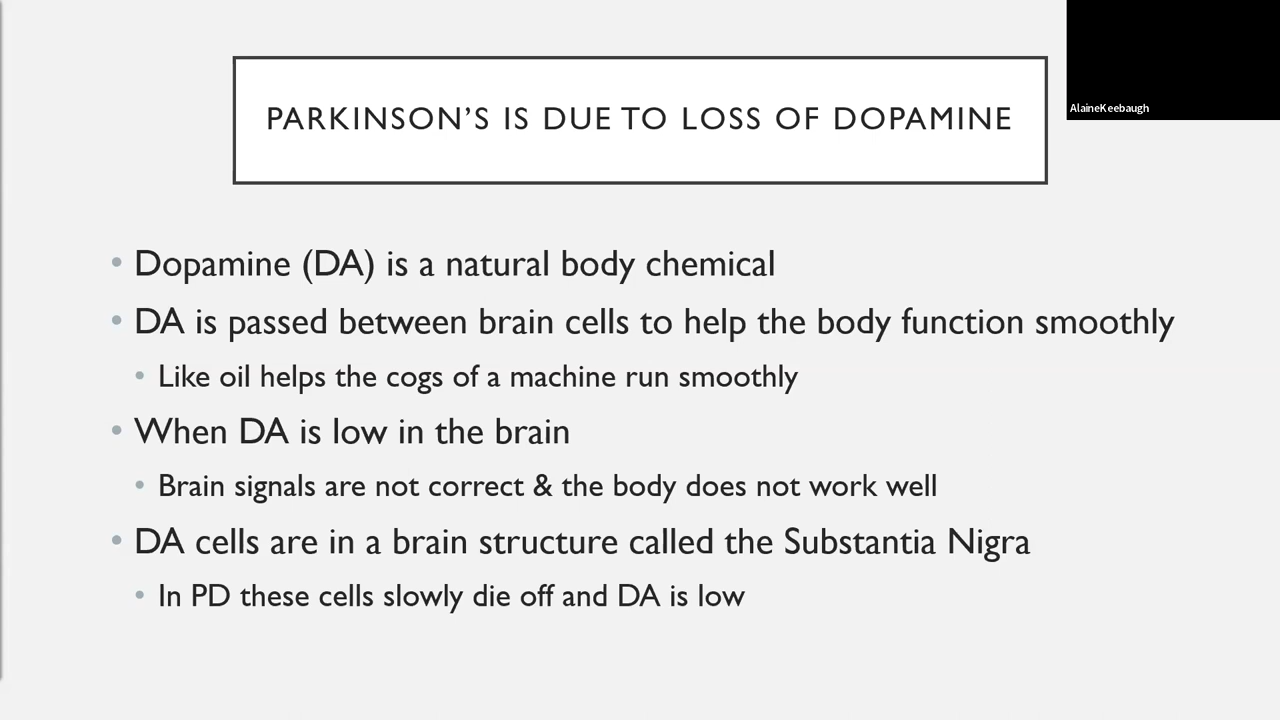 AlaineKeebaugh
PARKINSON’S IS DUE TO LOSS OF DOPAMINE
• Dopamine (DA) is a natural body chemical
• DA is passed between brain cells to help the body function smoothly
• Like oil helps the cogs of a machine run smoothly
• When DA is low in the brain
• Brain signals are not correct & the body does not work well
• DA cells are in a brain structure called the Substantia Nigra
• In PD these cells slowly die off and DA is low